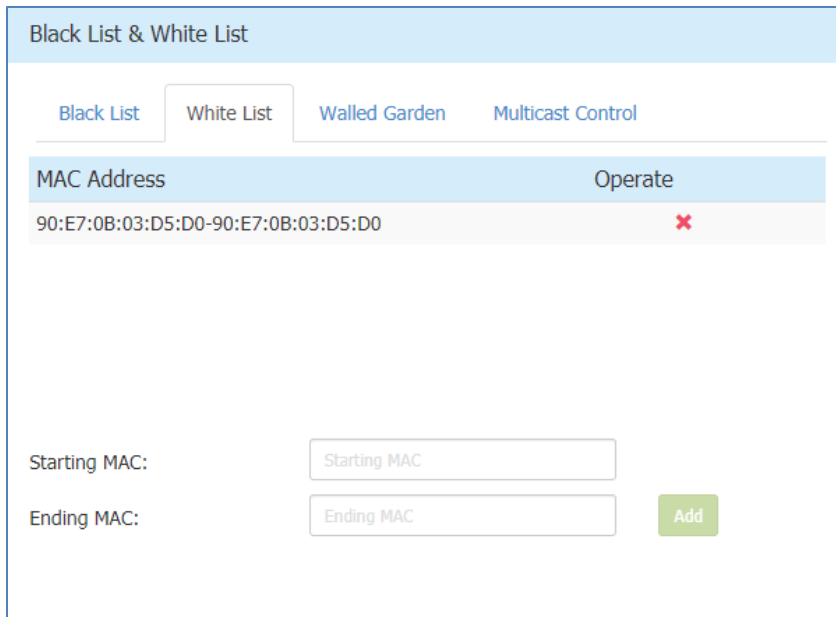 Black List & White List
Black List White List Walled Garden Multicast Control
MAC Address Operate
90:E7:0B:03:D5:D0-90:E7:0B:03:D5:D0
Starting MAC: Starting MAC
Ending MAC: Ending MAC Add